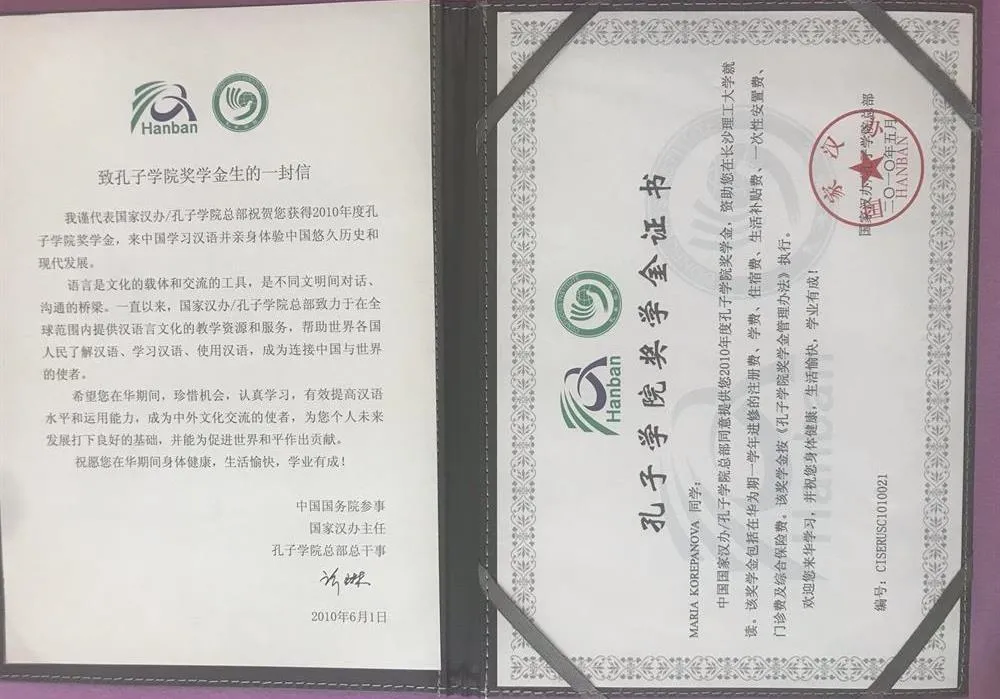 Hanban
致孔子学院奖学金生的一封信
我谨代表国家汉办/孔子学院总部祝贺您获得2010年度孔
子学院奖学金，来中国学习汉语并亲身体验中国悠久历史和
现代发展。
语言是文化的载体和交流的工具，是不同文明间对话、
沟通的桥梁。一直以来，国家汉办/孔子学院总部致力于在全
球范围内提供汉语言文化的教学资源和服务，帮助世界各国
人民了解汉语、学习汉语、使用汉语，成为连接中国与世界
的使者。
希望您在华期间，珍惜机会，认真学习，有效提高汉语
水平和运用能力，成为中外文化交流的使者，为您个人未来
发展打下良好的基础，并能为促进世界和平作出贡献。
祝愿您在华期间身体健康，生活愉快，学业有成！
中国国务院参事
国家汉办主任
孔子学院总部总干事
许琳
2010年6月1日
Hanban
孔子学院奖学金证书
MARIA KOREPANOVA 同学：
中国国家汉办/孔子学院总部同意提供您2010年度孔子学院奖学金，资助您在长沙理工大学就
读。该奖学金包括在华为期一学年进修的注册费、学费、住宿费、生活补贴费、一次性安置费、
门诊费及综合保险费。该奖学金按《孔子学院奖学金管理办法》执行。
欢迎您来华学习，并祝您身体健康，生活愉快，学业有成！
国家汉办/孔子学院总部
二〇一〇年五月
国家汉办
HANBAN
编号：CISERUSC1010021
Hanban